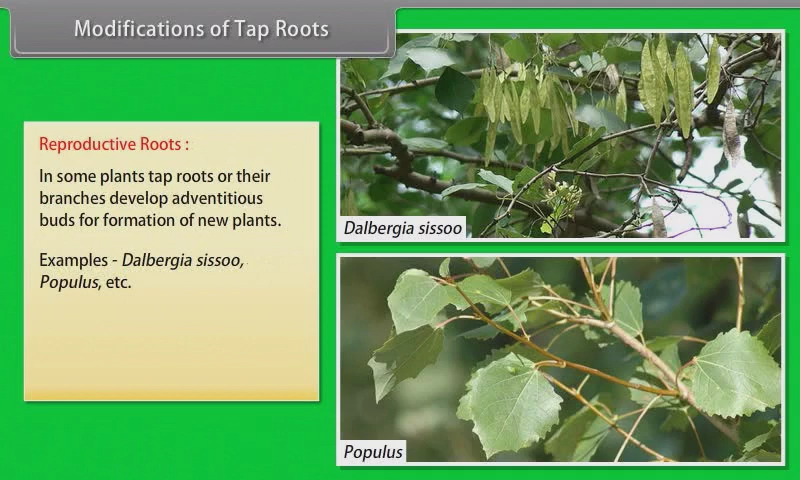 Modifications of Tap Roots
Reproductive Roots :
In some plants tap roots or their
branches develop adventitious
buds for formation of new plants.
Examples - Dalbergia sissoo,
Populus, etc.
Dalbergia sissoo
Populus